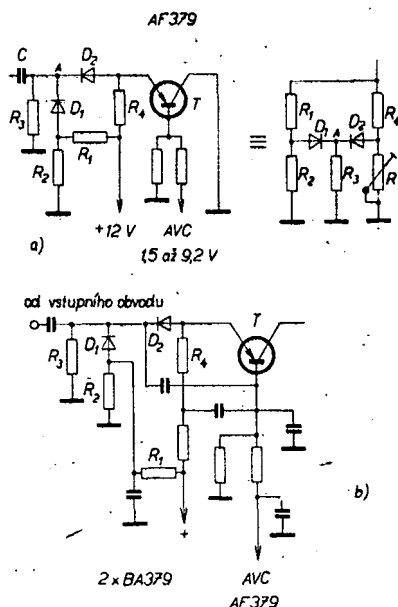 AF379
C
A
D2
D1
R3
R4
T
R1
R2
+12 V
AVC
1,5 až 9,2 V
a)
≡
R1
R4
D1
A
D2
R2
R3
R
od vstupního obvodu
T
R3
D1
D2
R2
R4
R1
b)
+
2 x BA379
AVC
AF379